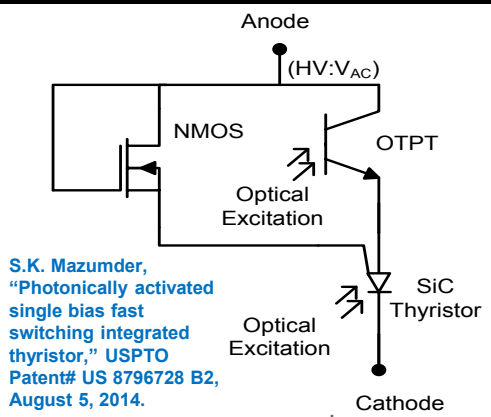 Anode
(HV:VAC)
NMOS
OTPT
Optical
Excitation
S.K. Mazumder,
“Photonically activated
single bias fast
switching integrated
thyristor,” USPTO
Patent# US 8796728 B2,
August 5, 2014.
SiC
Thyristor
Optical
Excitation
Cathode